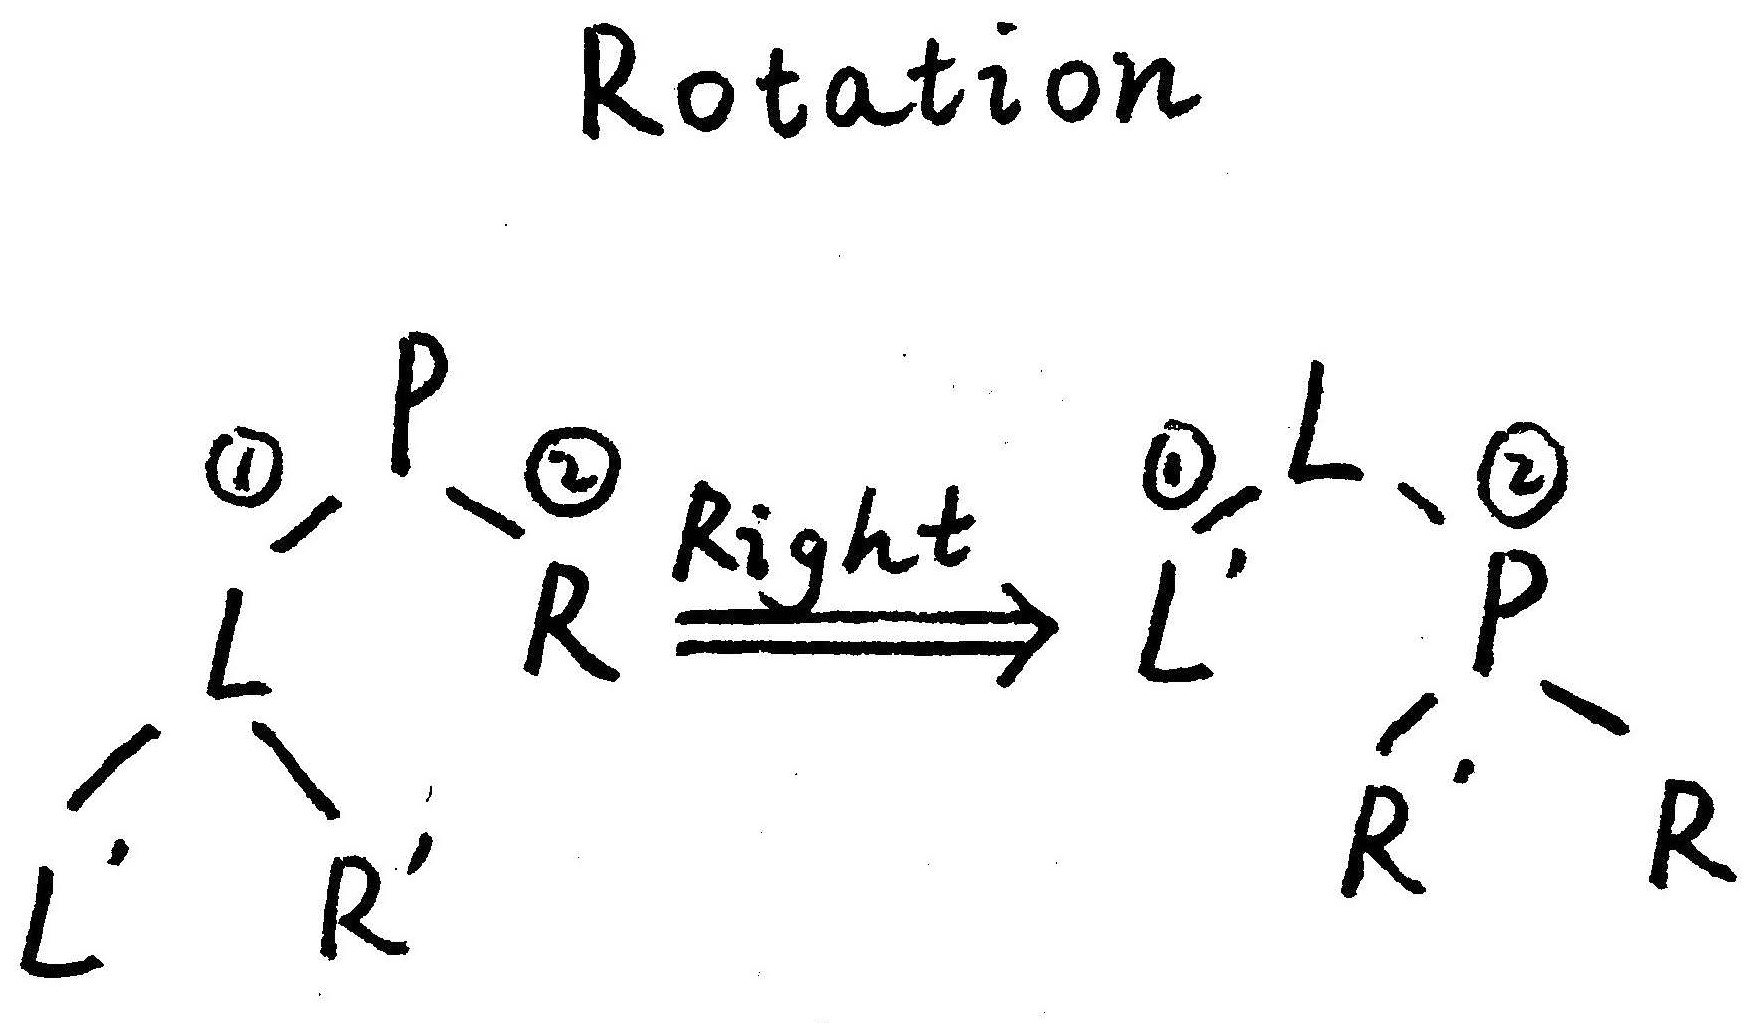 Rotation
P
① ②
L R
L' R'
Right
L
① ②
L' P
R' R